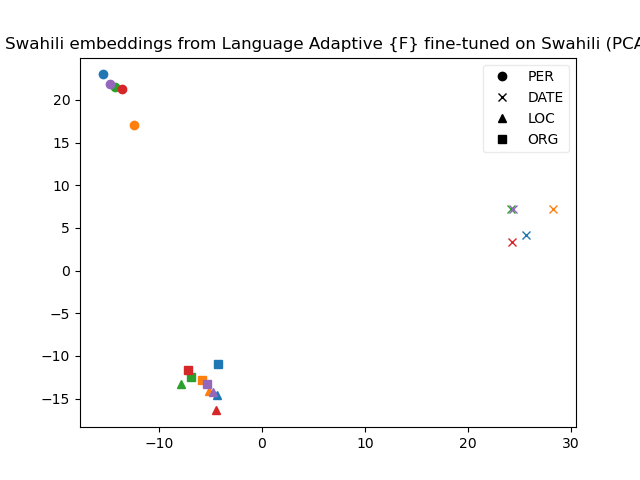 Swahili embeddings from Language Adaptive {F} fine-tuned on Swahili (PCA
PER
DATE
LOC
ORG
20
15
10
5
0
−5
−10
−15
−10
0
10
20
30